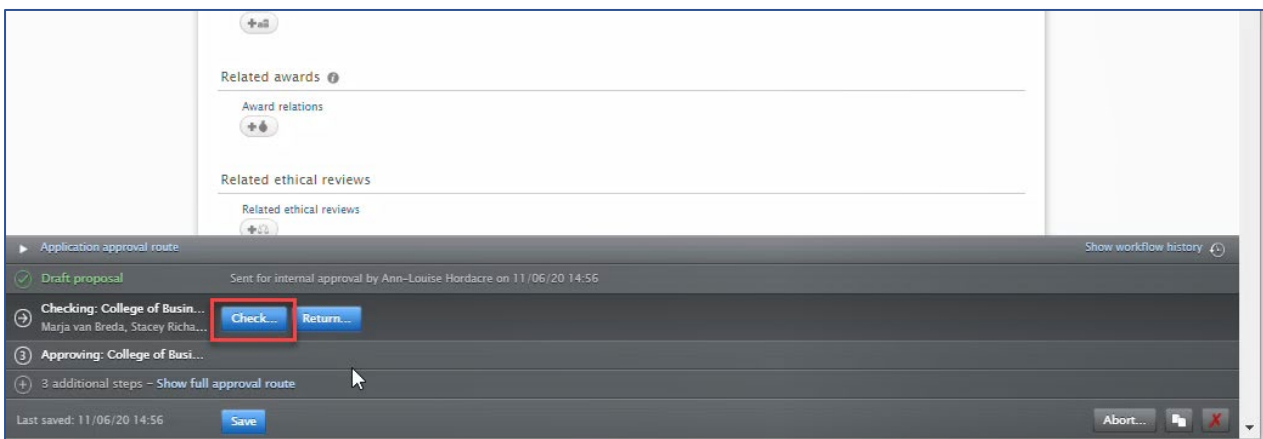 Related awards
Award relations
Related ethical reviews
Related ethical reviews
Application approval route
Show workflow history
Draft proposal
Sent for internal approval by Ann-Louise Hordacre on 11/06/20 14:56
Checking: College of Busin...
Marja van Breda, Stacey Richa...
Check...
Return...
3 Approving: College of Busi...
3 additional steps – Show full approval route
Last saved: 11/06/20 14:56
Save
Abort...